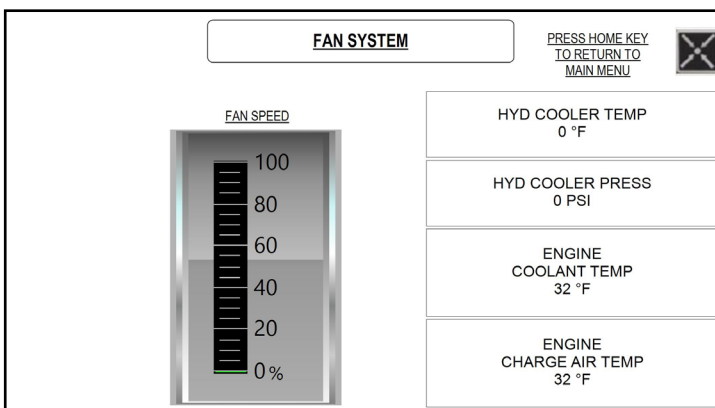 FAN SYSTEM
PRESS HOME KEY
TO RETURN TO
MAIN MENU
FAN SPEED
100
80
60
40
20
0 %
HYD COOLER TEMP
0 °F
HYD COOLER PRESS
0 PSI
ENGINE
COOLANT TEMP
32 °F
ENGINE
CHARGE AIR TEMP
32 °F